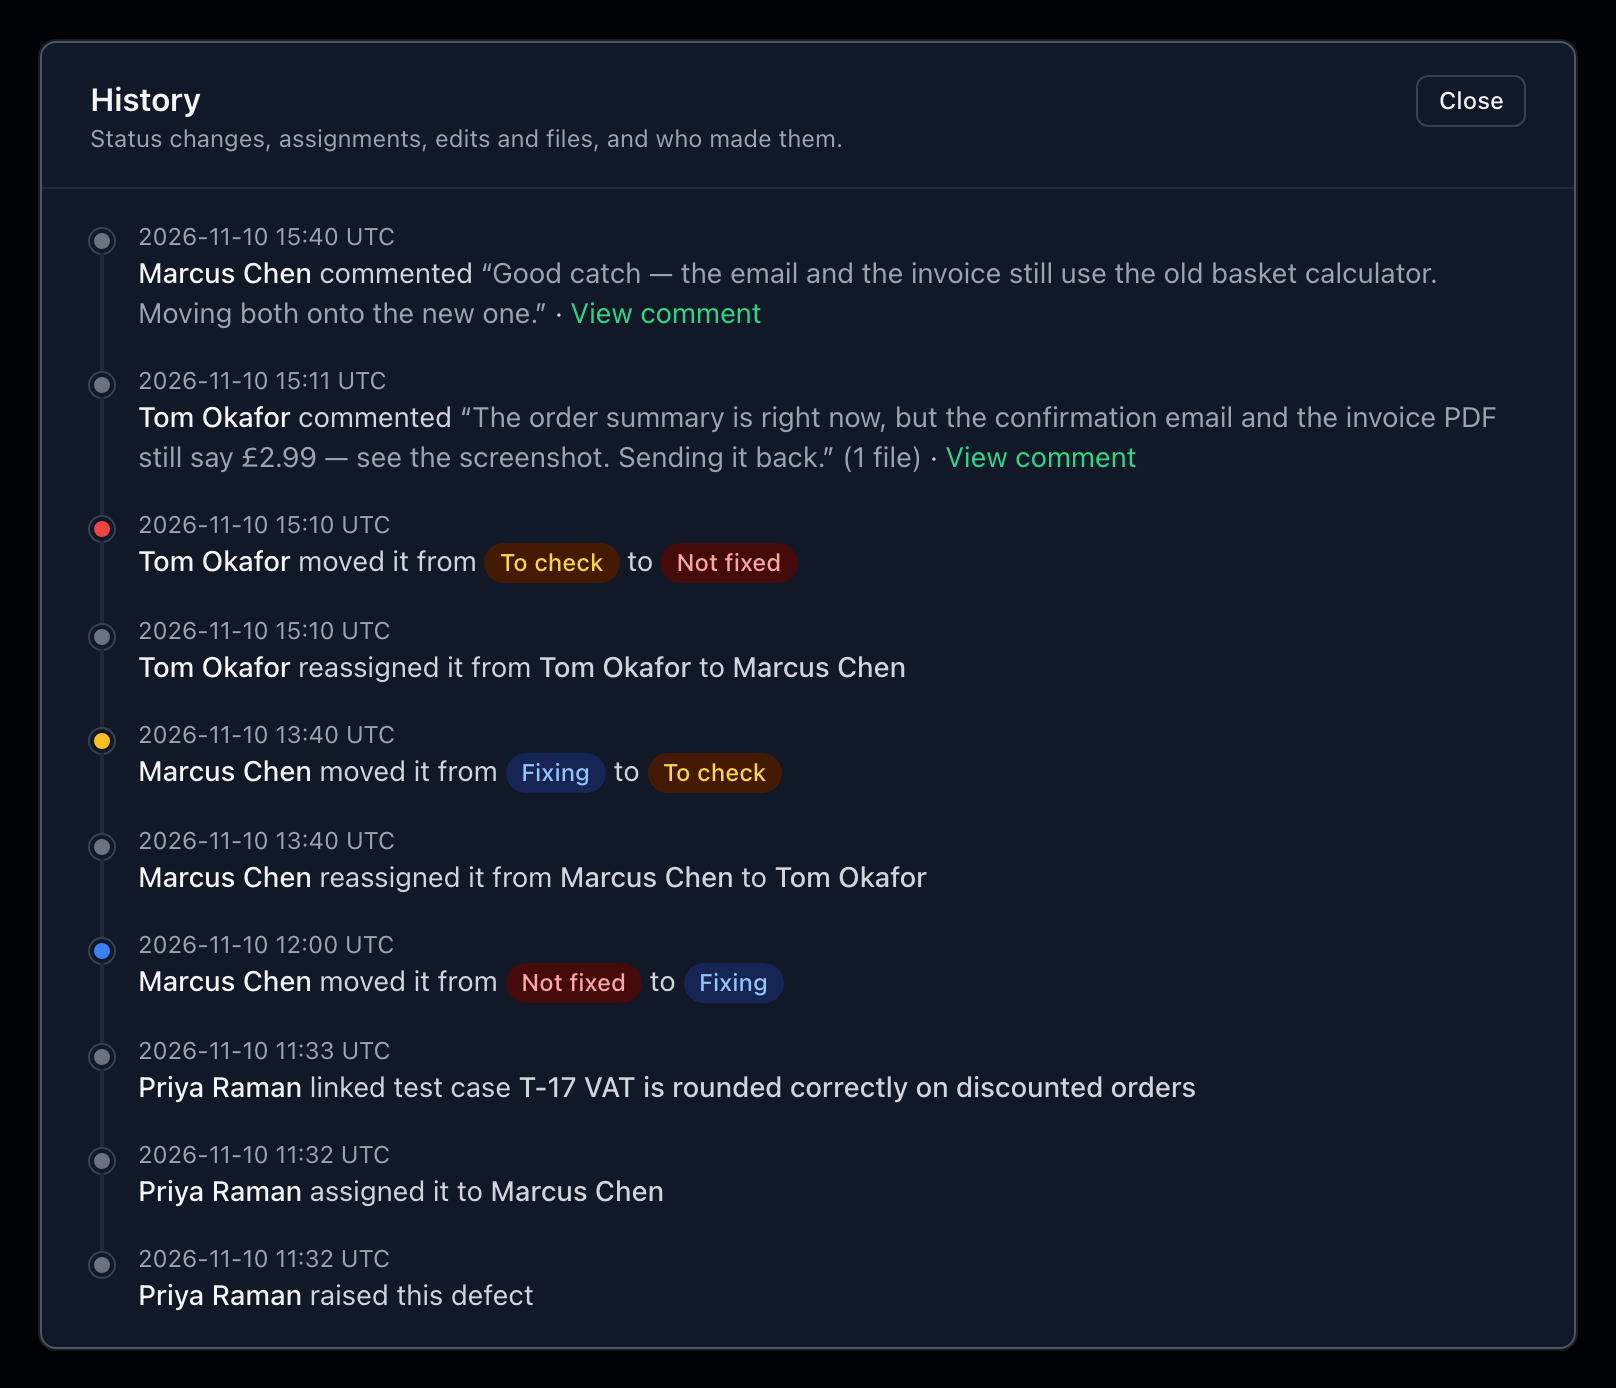 History
Close
Status changes, assignments, edits and files, and who made them.
2026-11-10 15:40 UTC
Marcus Chen commented “Good catch — the email and the invoice still use the old basket calculator.
Moving both onto the new one.” · View comment
2026-11-10 15:11 UTC
Tom Okafor commented “The order summary is right now, but the confirmation email and the invoice PDF
still say £2.99 — see the screenshot. Sending it back.” (1 file) · View comment
2026-11-10 15:10 UTC
Tom Okafor moved it from To check to Not fixed
2026-11-10 15:10 UTC
Tom Okafor reassigned it from Tom Okafor to Marcus Chen
2026-11-10 13:40 UTC
Marcus Chen moved it from Fixing to To check
2026-11-10 13:40 UTC
Marcus Chen reassigned it from Marcus Chen to Tom Okafor
2026-11-10 12:00 UTC
Marcus Chen moved it from Not fixed to Fixing
2026-11-10 11:33 UTC
Priya Raman linked test case T-17 VAT is rounded correctly on discounted orders
2026-11-10 11:32 UTC
Priya Raman assigned it to Marcus Chen
2026-11-10 11:32 UTC
Priya Raman raised this defect